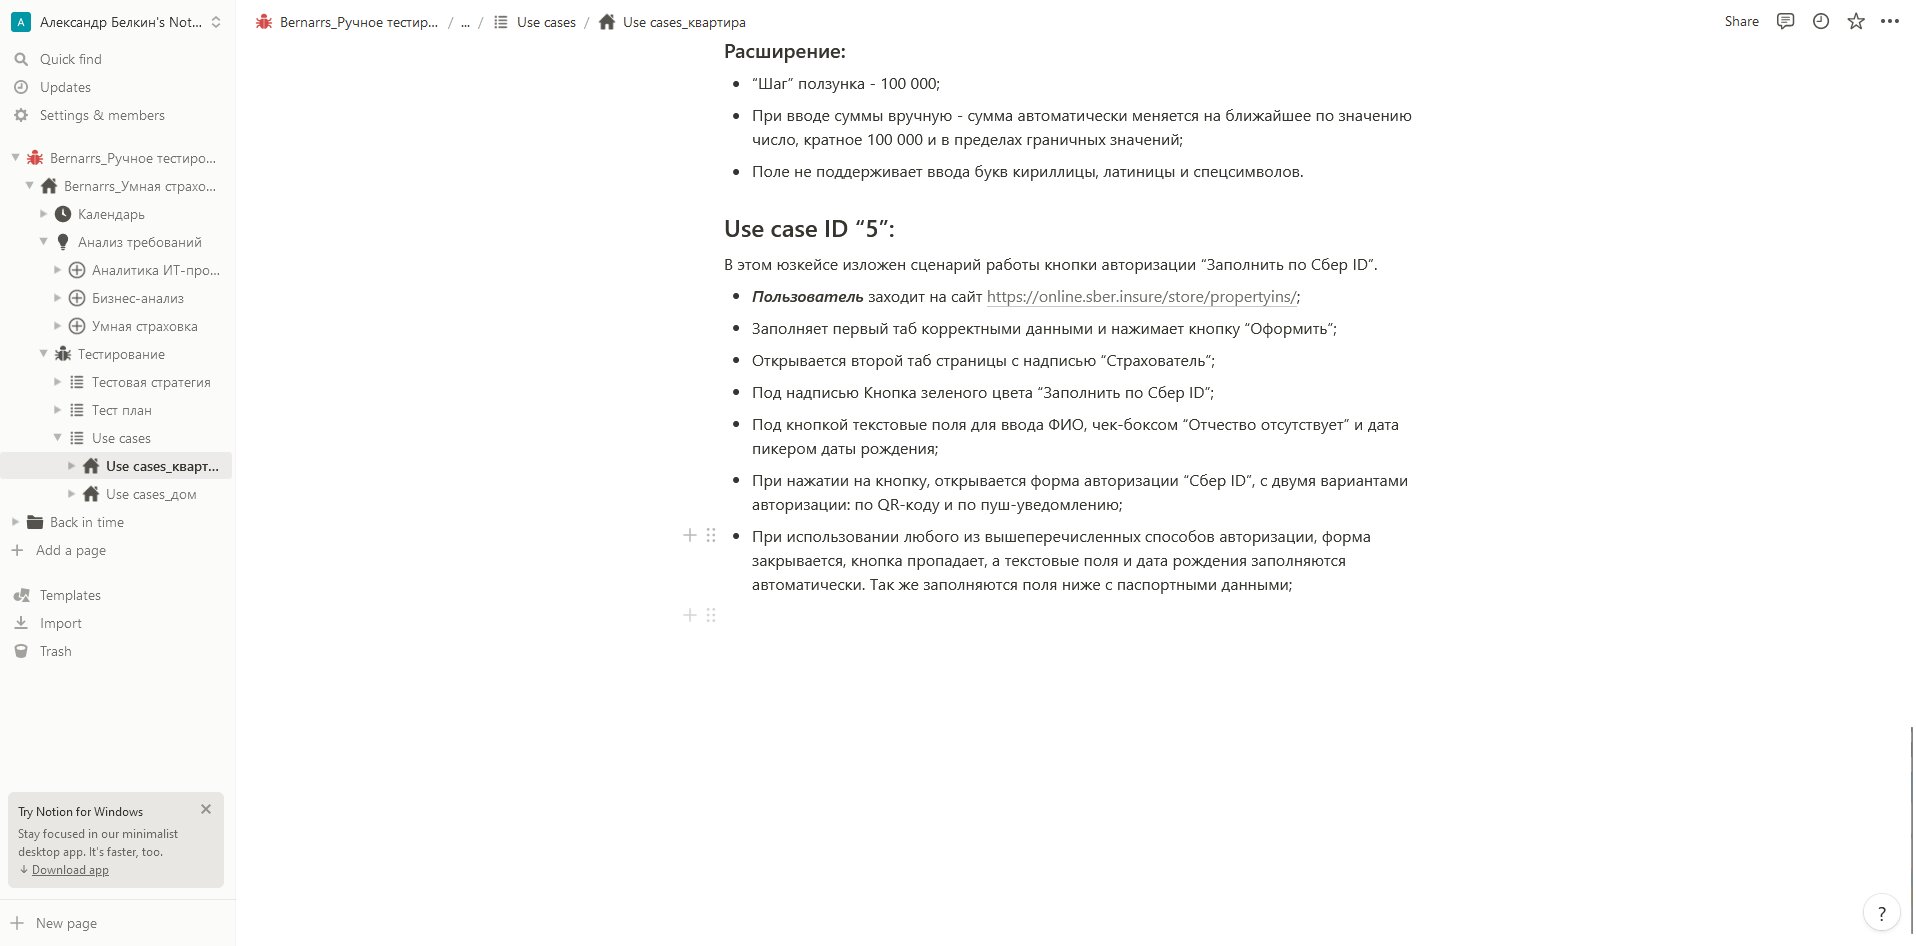 А Александр Белкин's Not...
Quick find
Updates
Settings & members
Bernarrs_Ручное тестиро...
Bernarrs_Умная страхо...
Календарь
Анализ требований
Аналитика ИТ-про...
Бизнес-анализ
Умная страховка
Тестирование
Тестовая стратегия
Тест план
Use cases
Use cases_кварт...
Use cases_дом
Back in time
Add a page
Templates
Import
Trash
Try Notion for Windows
Stay focused in our minimalist
desktop app. It's faster, too.
Download app
New page
Bernarrs_Ручное тестир... / ... / Use cases / Use cases_квартира
Share
Расширение:
• “Шаг” ползунка - 100 000;
• При вводе суммы вручную - сумма автоматически меняется на ближайшее по значению
число, кратное 100 000 и в пределах граничных значений;
• Поле не поддерживает ввода букв кириллицы, латиницы и спецсимволов.
Use case ID “5”:
В этом юзкейсе изложен сценарий работы кнопки авторизации “Заполнить по Сбер ID”.
• Пользователь заходит на сайт https://online.sber.insure/store/propertyins/;
• Заполняет первый таб корректными данными и нажимает кнопку “Оформить”;
• Открывается второй таб страницы с надписью “Страхователь”;
• Под надписью Кнопка зеленого цвета “Заполнить по Сбер ID”;
• Под кнопкой текстовые поля для ввода ФИО, чек-боксом “Отчество отсутствует” и дата
пикером даты рождения;
• При нажатии на кнопку, открывается форма авторизации “Сбер ID”, с двумя вариантами
авторизации: по QR-коду и по пуш-уведомлению;
• При использовании любого из вышеперечисленных способов авторизации, форма
закрывается, кнопка пропадает, а текстовые поля и дата рождения заполняются
автоматически. Так же заполняются поля ниже с паспортными данными;
?